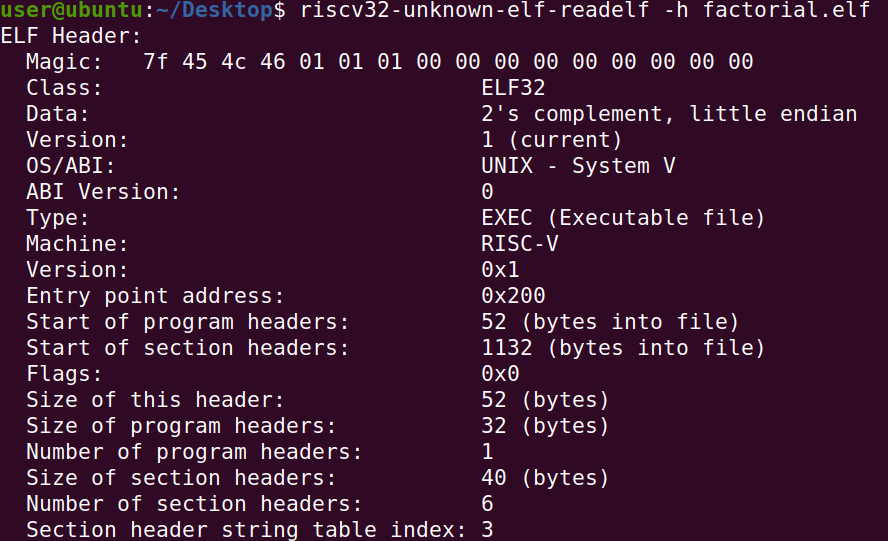 user@ubuntu:~/Desktop$ riscv32-unknown-elf-readelf -h factorial.elf
ELF Header:
  Magic:   7f 45 4c 46 01 01 01 00 00 00 00 00 00 00 00 00
  Class:                             ELF32
  Data:                              2's complement, little endian
  Version:                           1 (current)
  OS/ABI:                            UNIX - System V
  ABI Version:                       0
  Type:                              EXEC (Executable file)
  Machine:                           RISC-V
  Version:                           0x1
  Entry point address:               0x200
  Start of program headers:          52 (bytes into file)
  Start of section headers:          1132 (bytes into file)
  Flags:                             0x0
  Size of this header:               52 (bytes)
  Size of program headers:           32 (bytes)
  Number of program headers:         1
  Size of section headers:           40 (bytes)
  Number of section headers:         6
  Section header string table index: 3